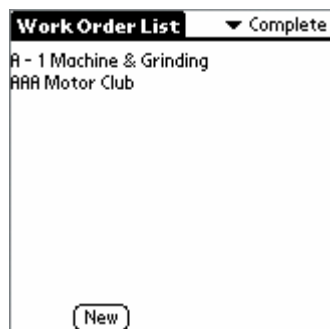 Work Order List
Complete
A - 1 Machine & Grinding
AAA Motor Club
New